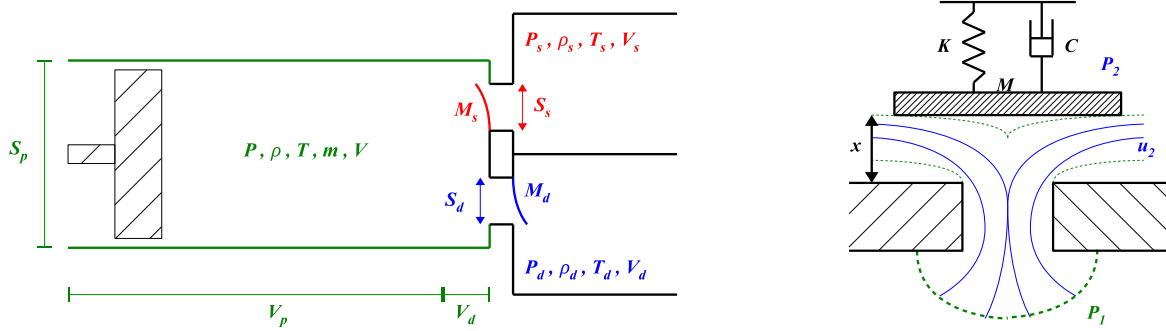 P_s , ρ_s , T_s , V_s
M_s
S_s
S_p
P, ρ, T, m, V
S_d
M_d
P_d , ρ_d , T_d , V_d
V_p
V_d
K
C
P_2
M
x
u_2
P_1